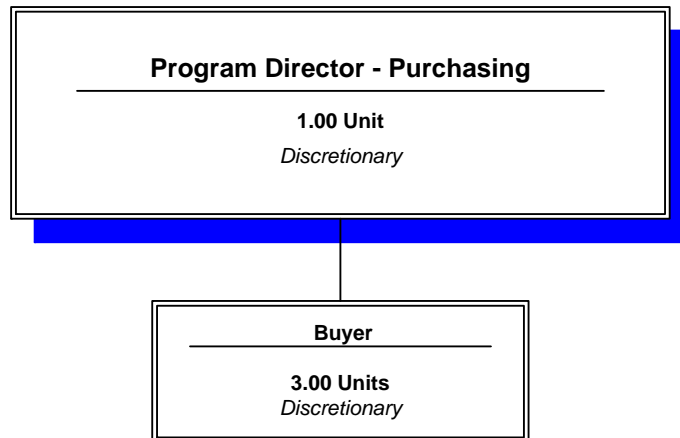 Program Director - Purchasing
1.00 Unit
Discretionary
Buyer
3.00 Units
Discretionary